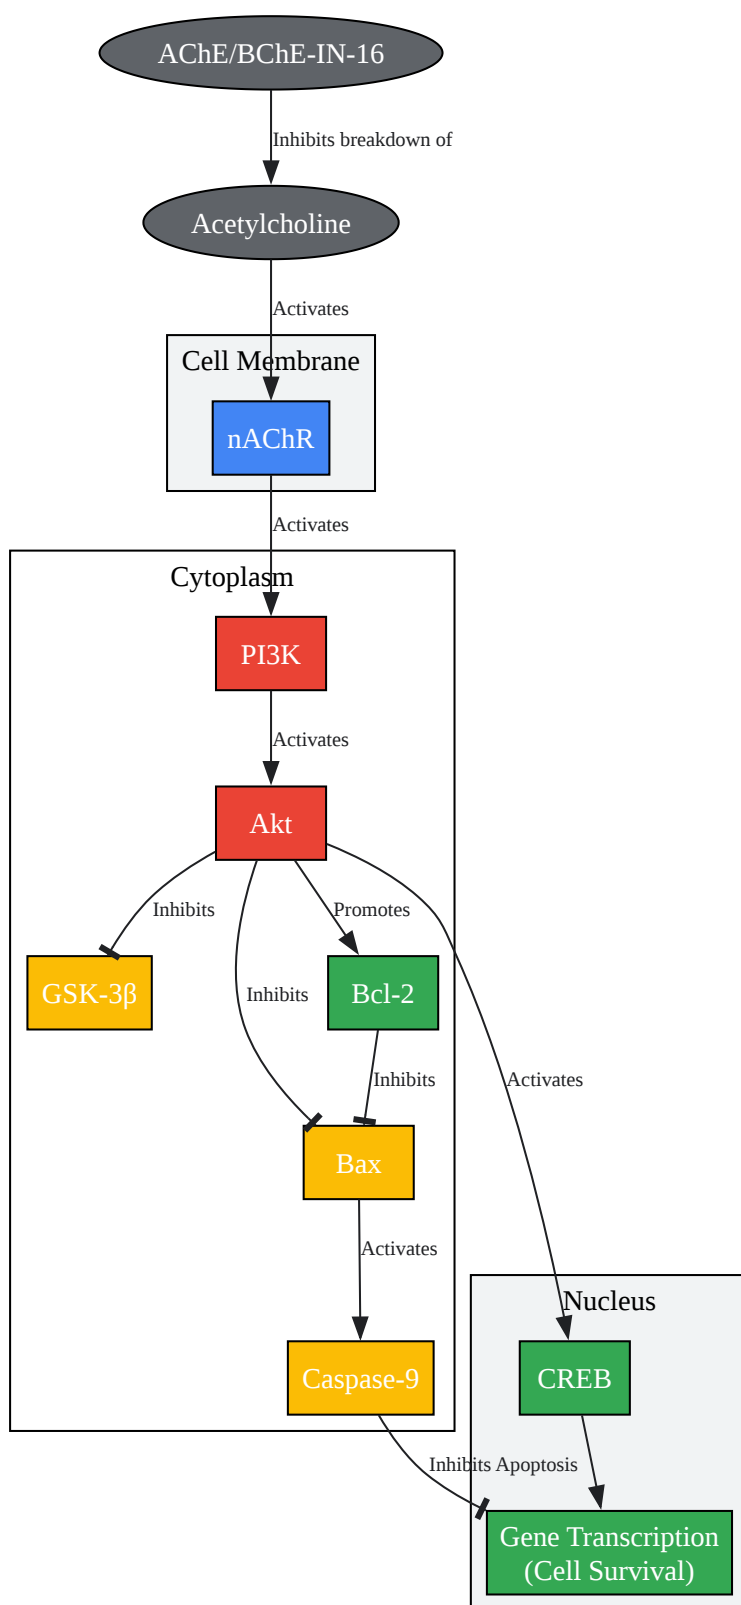 AChE/BChE-IN-16
Inhibits breakdown of
Acetylcholine
Activates
Cell Membrane
nAChR
Activates
Cytoplasm
PI3K
Activates
Akt
Inhibits
Promotes
GSK-3β
Inhibits
Bcl-2
Inhibits
Activates
Bax
Activates
Nucleus
Caspase-9
CREB
Inhibits Apoptosis
Gene Transcription
(Cell Survival)